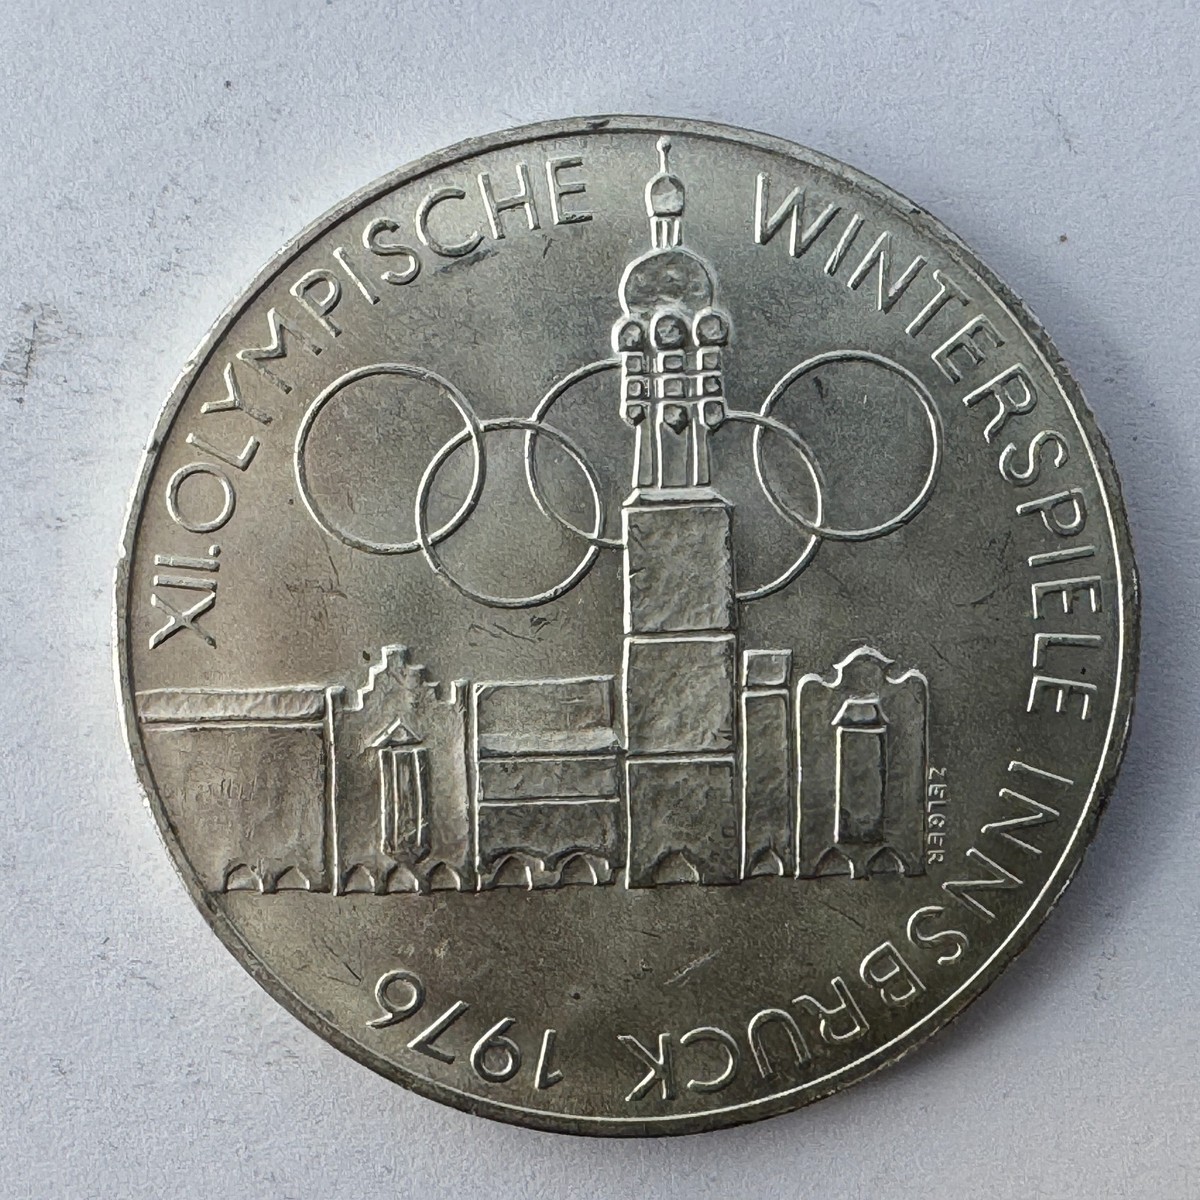 XII.OLYMPISCHE WINTERSPIELE INNSBRUCK 1976
ZELGER